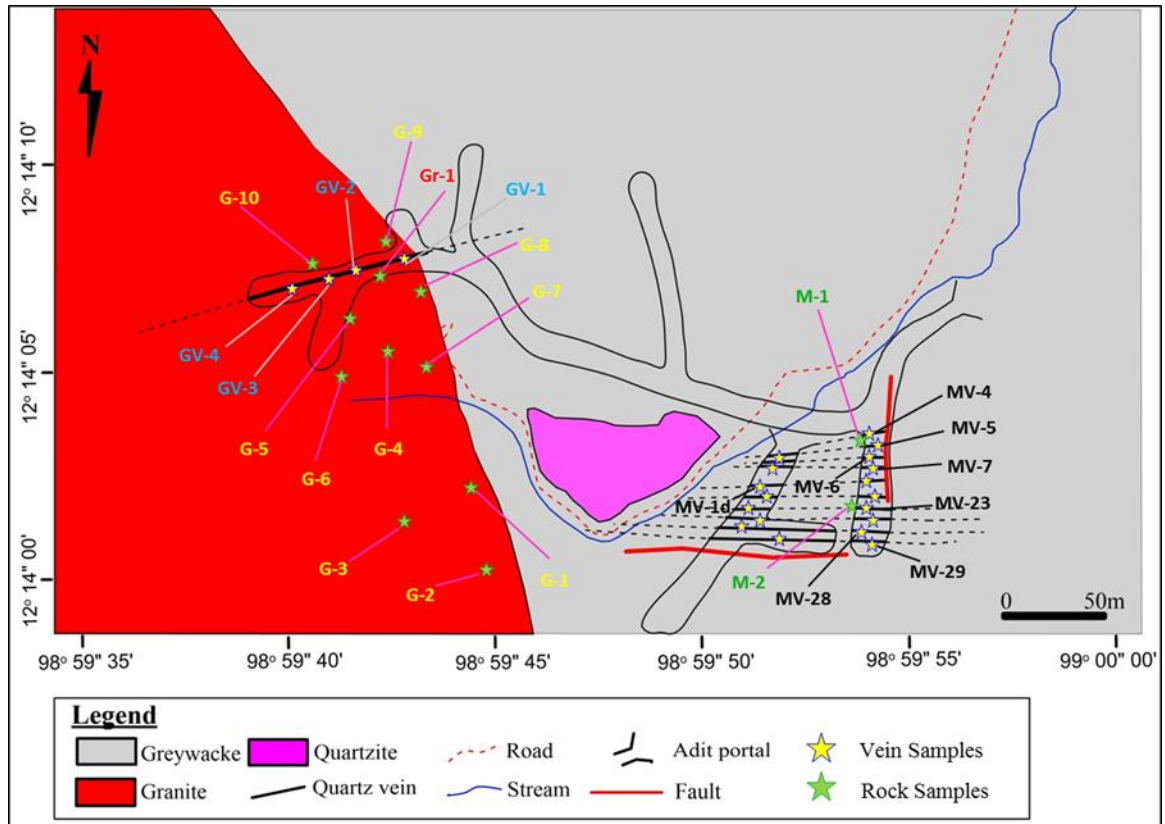 N
12° 14" 10'
12° 14" 05'
12° 14" 00'
G-9
Gr-1
GV-2
GV-1
G-10
G-8
G-7
GV-4
GV-3
G-5
G-6
G-4
G-3
G-2
G-1
M-1
MV-4
MV-5
MV-6
MV-7
MV-1d
MV-23
MV-29
M-2
MV-28
0 50m
98° 59' 35"
98° 59' 40"
98° 59' 45"
98° 59' 50"
98° 59' 55"
99° 00' 00"
Legend
Greywacke Quartzite Road Adit portal Vein Samples
Granite Quartz vein Stream Fault Rock Samples